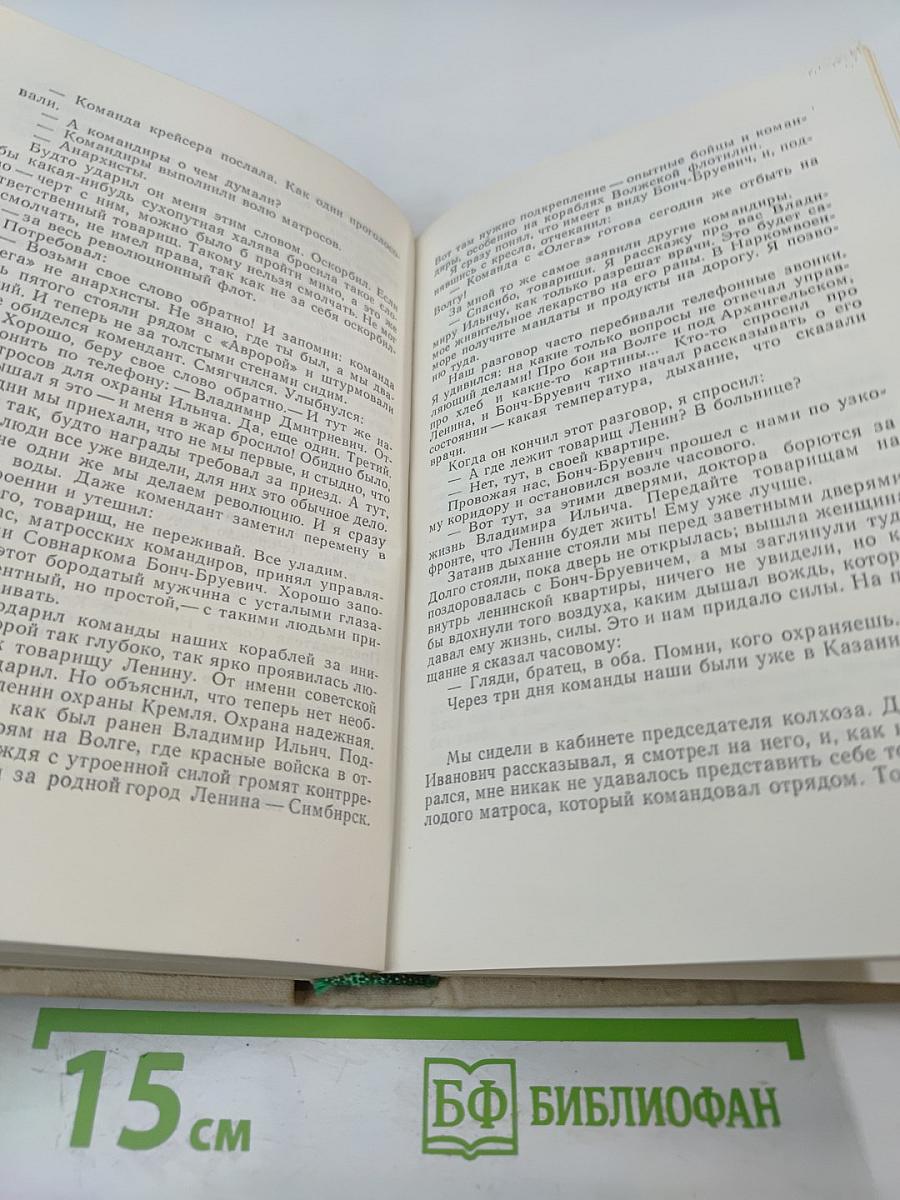 — Команда крейсера послала. Как один проголосо-
вали.
— А командиры о чем думали?
— Командиры выполнили волю матросов.
— Анархисты.
Будто ударил он меня этим словом. Оскорбил. Если
бы какая-нибудь сухопутная халява бросила такое сло-
во — черт с ним, можно было б пройти мимо, а это же
ответственный товарищ. Такому нельзя смолчать. Не мог
смолчать, не имел права, так как не за себя оскорбил-
— за весь революционный флот.
Потребовал:
— Возьми свое слово обратно! И запомни: команда
не анархисты. Не знаю, где ты был, а мы два-
пятого стояли рядом с «Авророй» и штурмовали
И теперь не за толстыми стенами сидим.
обиделся комендант. Смягчился. Улыбнулся:
Хорошо, беру свое слово обратно.— И тут же на-
по телефону: — Владимир Дмитриевич. От-
для охраны Ильича. Да, еще один. Третий.
я это — и меня в жар бросило! Обидно было,
мы приехали, что не мы первые, и стыдно, что
так, будто награды требовал за приезд. А тут,
люди все уже видели, для них это обычное дело.
одни же мы делаем революцию. И я сразу
воды. Даже комендант заметил перемену в
и утешил:
товарищ, не переживай. Все уладим.
матросских командиров, принял управля-
Совнаркома Бонч-Бруевич. Хорошо запо-
этот бородатый мужчина с усталыми глаза-
но простой,— с такими людьми при-
команды наших кораблей за ини-
так глубоко, так ярко проявилась лю-
товарищу Ленину. От имени советской
Но объяснил, что теперь нет необ-
охраны Кремля. Охрана надежная.
как был ранен Владимир Ильич. Под-
на Волге, где красные войска в от-
с утроенной силой громят контрре-
за родной город Ленина — Симбирск.
Вот там нужно подкрепление — опытные бойцы и коман-
диры, особенно на кораблях Волжской флотилии.
Я сразу понял, что имеет в виду Бонч-Бруевич, и, под-
нявшись с кресла, отчеканил:
— Команда с «Олега» готова сегодня же отбыть на
Волгу!
За мной то же самое заявили другие командиры.
— Спасибо, товарищи. Я расскажу про вас Влади-
миру Ильичу, как только разрешат врачи. Это будет са-
мое живительное лекарство на его раны. В Наркомвоен-
море получите мандаты и продукты на дорогу. Я позво-
ню туда.
Наш разговор часто перебивали телефонные звонки.
Я удивился: на какие только вопросы не отвечал управ-
ляющий делами! Про бои на Волге и под Архангельском,
про хлеб и какие-то картины... Кто-то спросил про
Ленина, и Бонч-Бруевич тихо начал рассказывать о его
состоянии — какая температура, дыхание, что сказали
врачи.
Когда он кончил этот разговор, я спросил:
— А где лежит товарищ Ленин? В больнице?
— Нет, тут, в своей квартире.
Провожая нас, Бонч-Бруевич прошел с нами по узко-
му коридору и остановился возле часового.
— Вот тут, за этими дверями, доктора борются за
жизнь Владимира Ильича. Передайте товарищам на
фронте, что Ленин будет жить! Ему уже лучше.
Затаив дыхание стояли мы перед заветными дверями
Долго стояли, пока дверь не открылась; вышла женщина
поздоровалась с Бонч-Бруевичем, а мы заглянули туд
внутрь ленинской квартиры, ничего не увидели, но к
бы вдохнули того воздуха, каким дышал вождь, котор
давал ему жизнь, силы. Это и нам придало силы. На п
щание я сказал часовому:
— Гляди, братец, в оба. Помни, кого охраняешь.
Через три дня команды наши были уже в Казани
Мы сидели в кабинете председателя колхоза. Д
Иванович рассказывал, я смотрел на него, и, как н
рался, мне никак не удавалось представить себе то
лодого матроса, который командовал отрядом. То
15 см
БФ БИБЛИОФАН